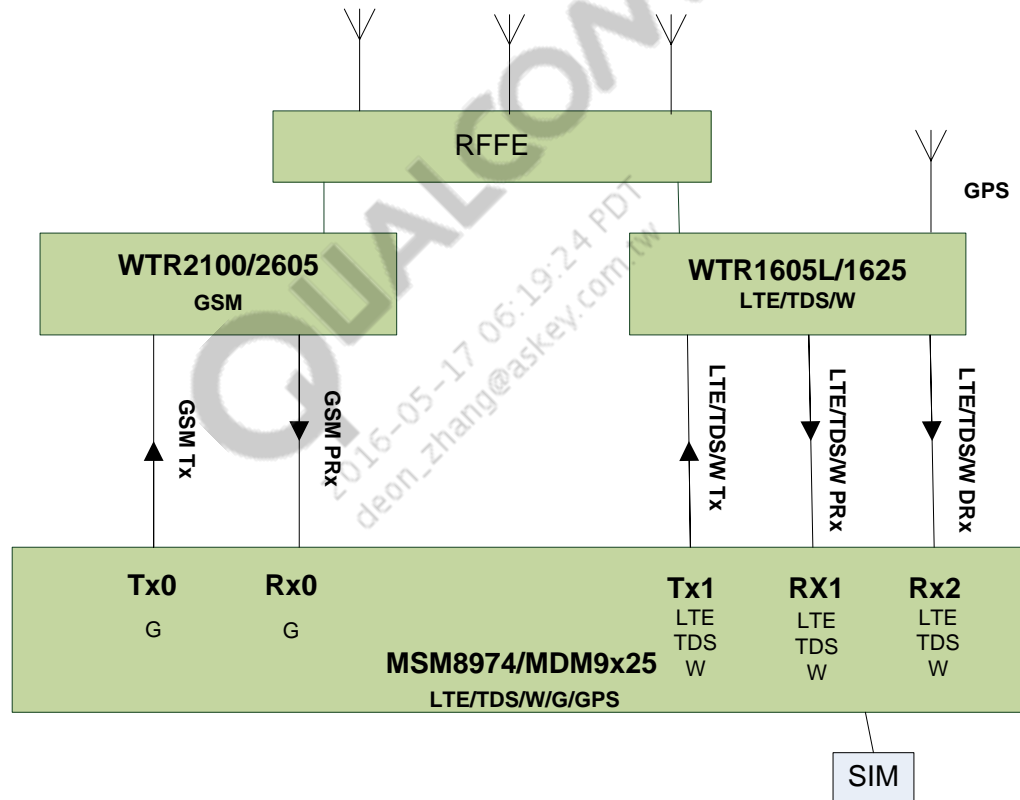 RFFE
GPS
WTR2100/2605
GSM
WTR1605L/1625
LTE/TDS/W
GSM Tx
GSM PRx
LTE/TDS/W Tx
LTE/TDS/W PRx
LTE/TDS/W DRx
Tx0
G
Rx0
G
Tx1
LTE
TDS
W
RX1
LTE
TDS
W
Rx2
LTE
TDS
W
MSM8974/MDM9x25
LTE/TDS/W/G/GPS
SIM
QUALCOM
2016-05-17 06:19:24 PDT
deon_zhang@askey.com.tw